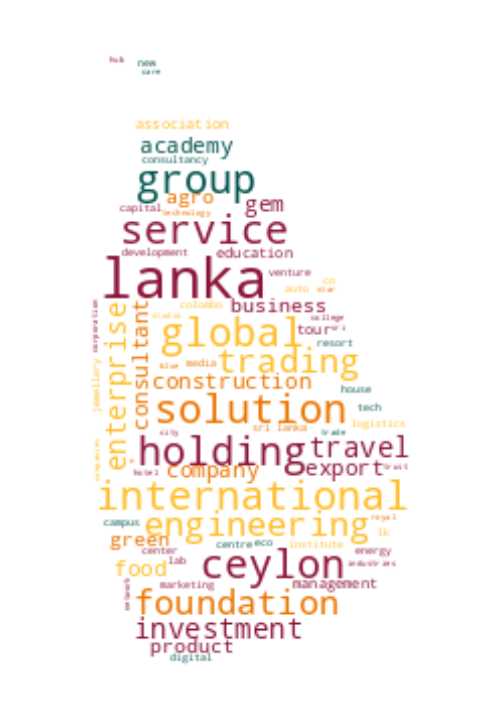 hub new
care
association
academy
consultancy
group
agro
gem
capital
technology
service
development education
lanka
venture
co
auto star
colombo business
studio college
global
tour sri
resort
enterprise
consultant
corporation
jewellery
blue media
trading
construction
house
solution
tech
logistics
sri lanka
city trade
holding
travel
companies
hotel company export trust
international
campus engineering royal
lk
green
centre eco institute
center energy
food lab ceylon industries
marketing management
network
foundation
investment
product
digital